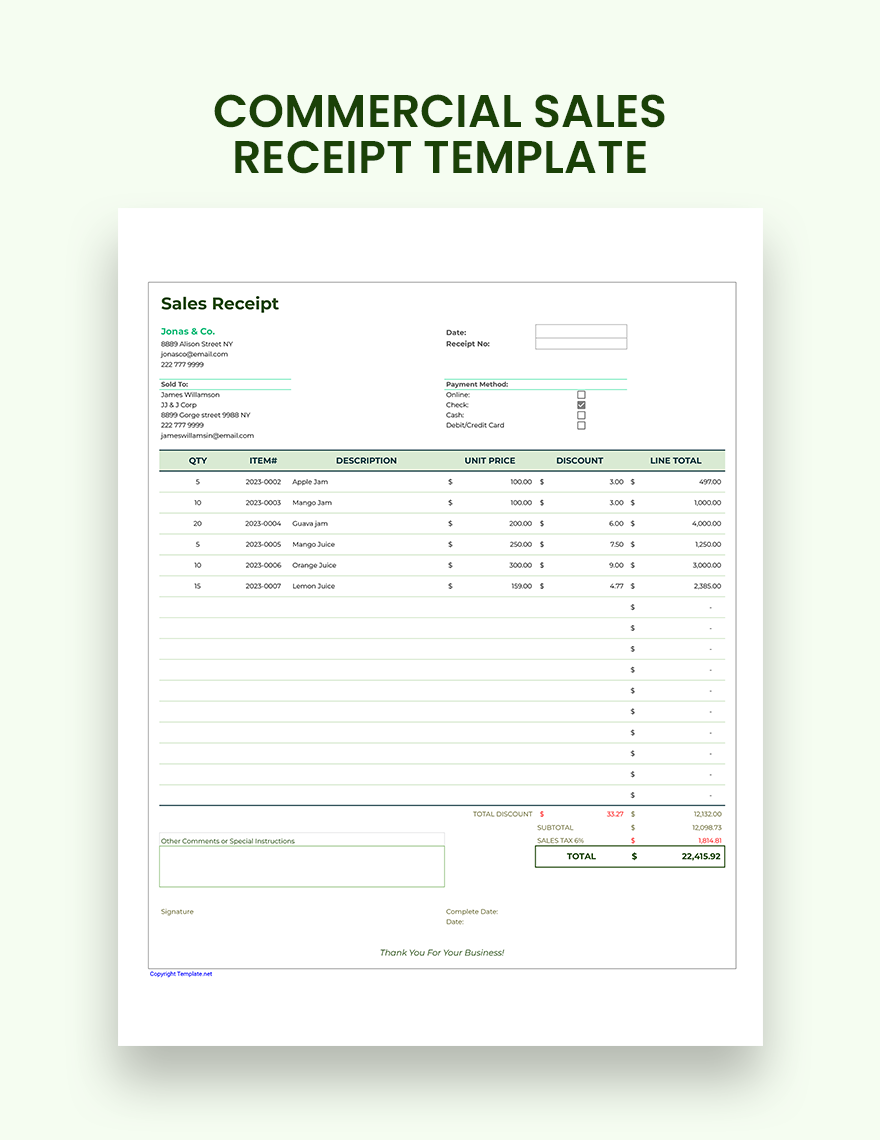 COMMERCIAL SALES
RECEIPT TEMPLATE
Sales Receipt
Jonas & Co.
8889 Alison Street NY
jonasco@email.com
222 777 9999
Date:
Receipt No:
Sold To:
James Willamson
JJ & J Corp
8899 Gorge street 9988 NY
222 777 9999
jameswillamsin@email.com
Payment Method:
Online:
Check:
Cash:
Debit/Credit Card
QTY ITEM# DESCRIPTION UNIT PRICE DISCOUNT LINE TOTAL
5 2023-0002 Apple Jam $ 100.00 $ 3.00 $ 497.00
10 2023-0003 Mango Jam $ 100.00 $ 3.00 $ 1,000.00
20 2023-0004 Guava jam $ 200.00 $ 6.00 $ 4,000.00
5 2023-0005 Mango Juice $ 250.00 $ 7.50 $ 1,250.00
10 2023-0006 Orange Juice $ 300.00 $ 9.00 $ 3,000.00
15 2023-0007 Lemon Juice $ 159.00 $ 4.77 $ 2,385.00
$ -
$ -
$ -
$ -
$ -
$ -
$ -
$ -
$ -
$ -
TOTAL DISCOUNT $ 33.27 $ 12,132.00
SUBTOTAL $ 12,098.73
SALES TAX 6% $ 1,814.81
TOTAL $ 22,415.92
Other Comments or Special Instructions
Signature
Complete Date:
Date:
Thank You For Your Business!
Copyright Template.net